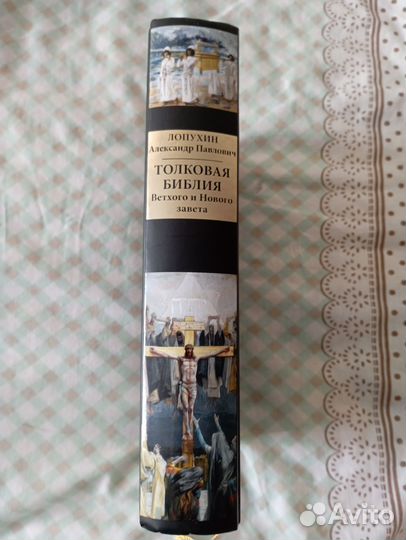 ЛОПУХИН
Александр Павлович
ТОЛКОВАЯ
БИБЛИЯ
Ветхого и Нового
завета
Avito